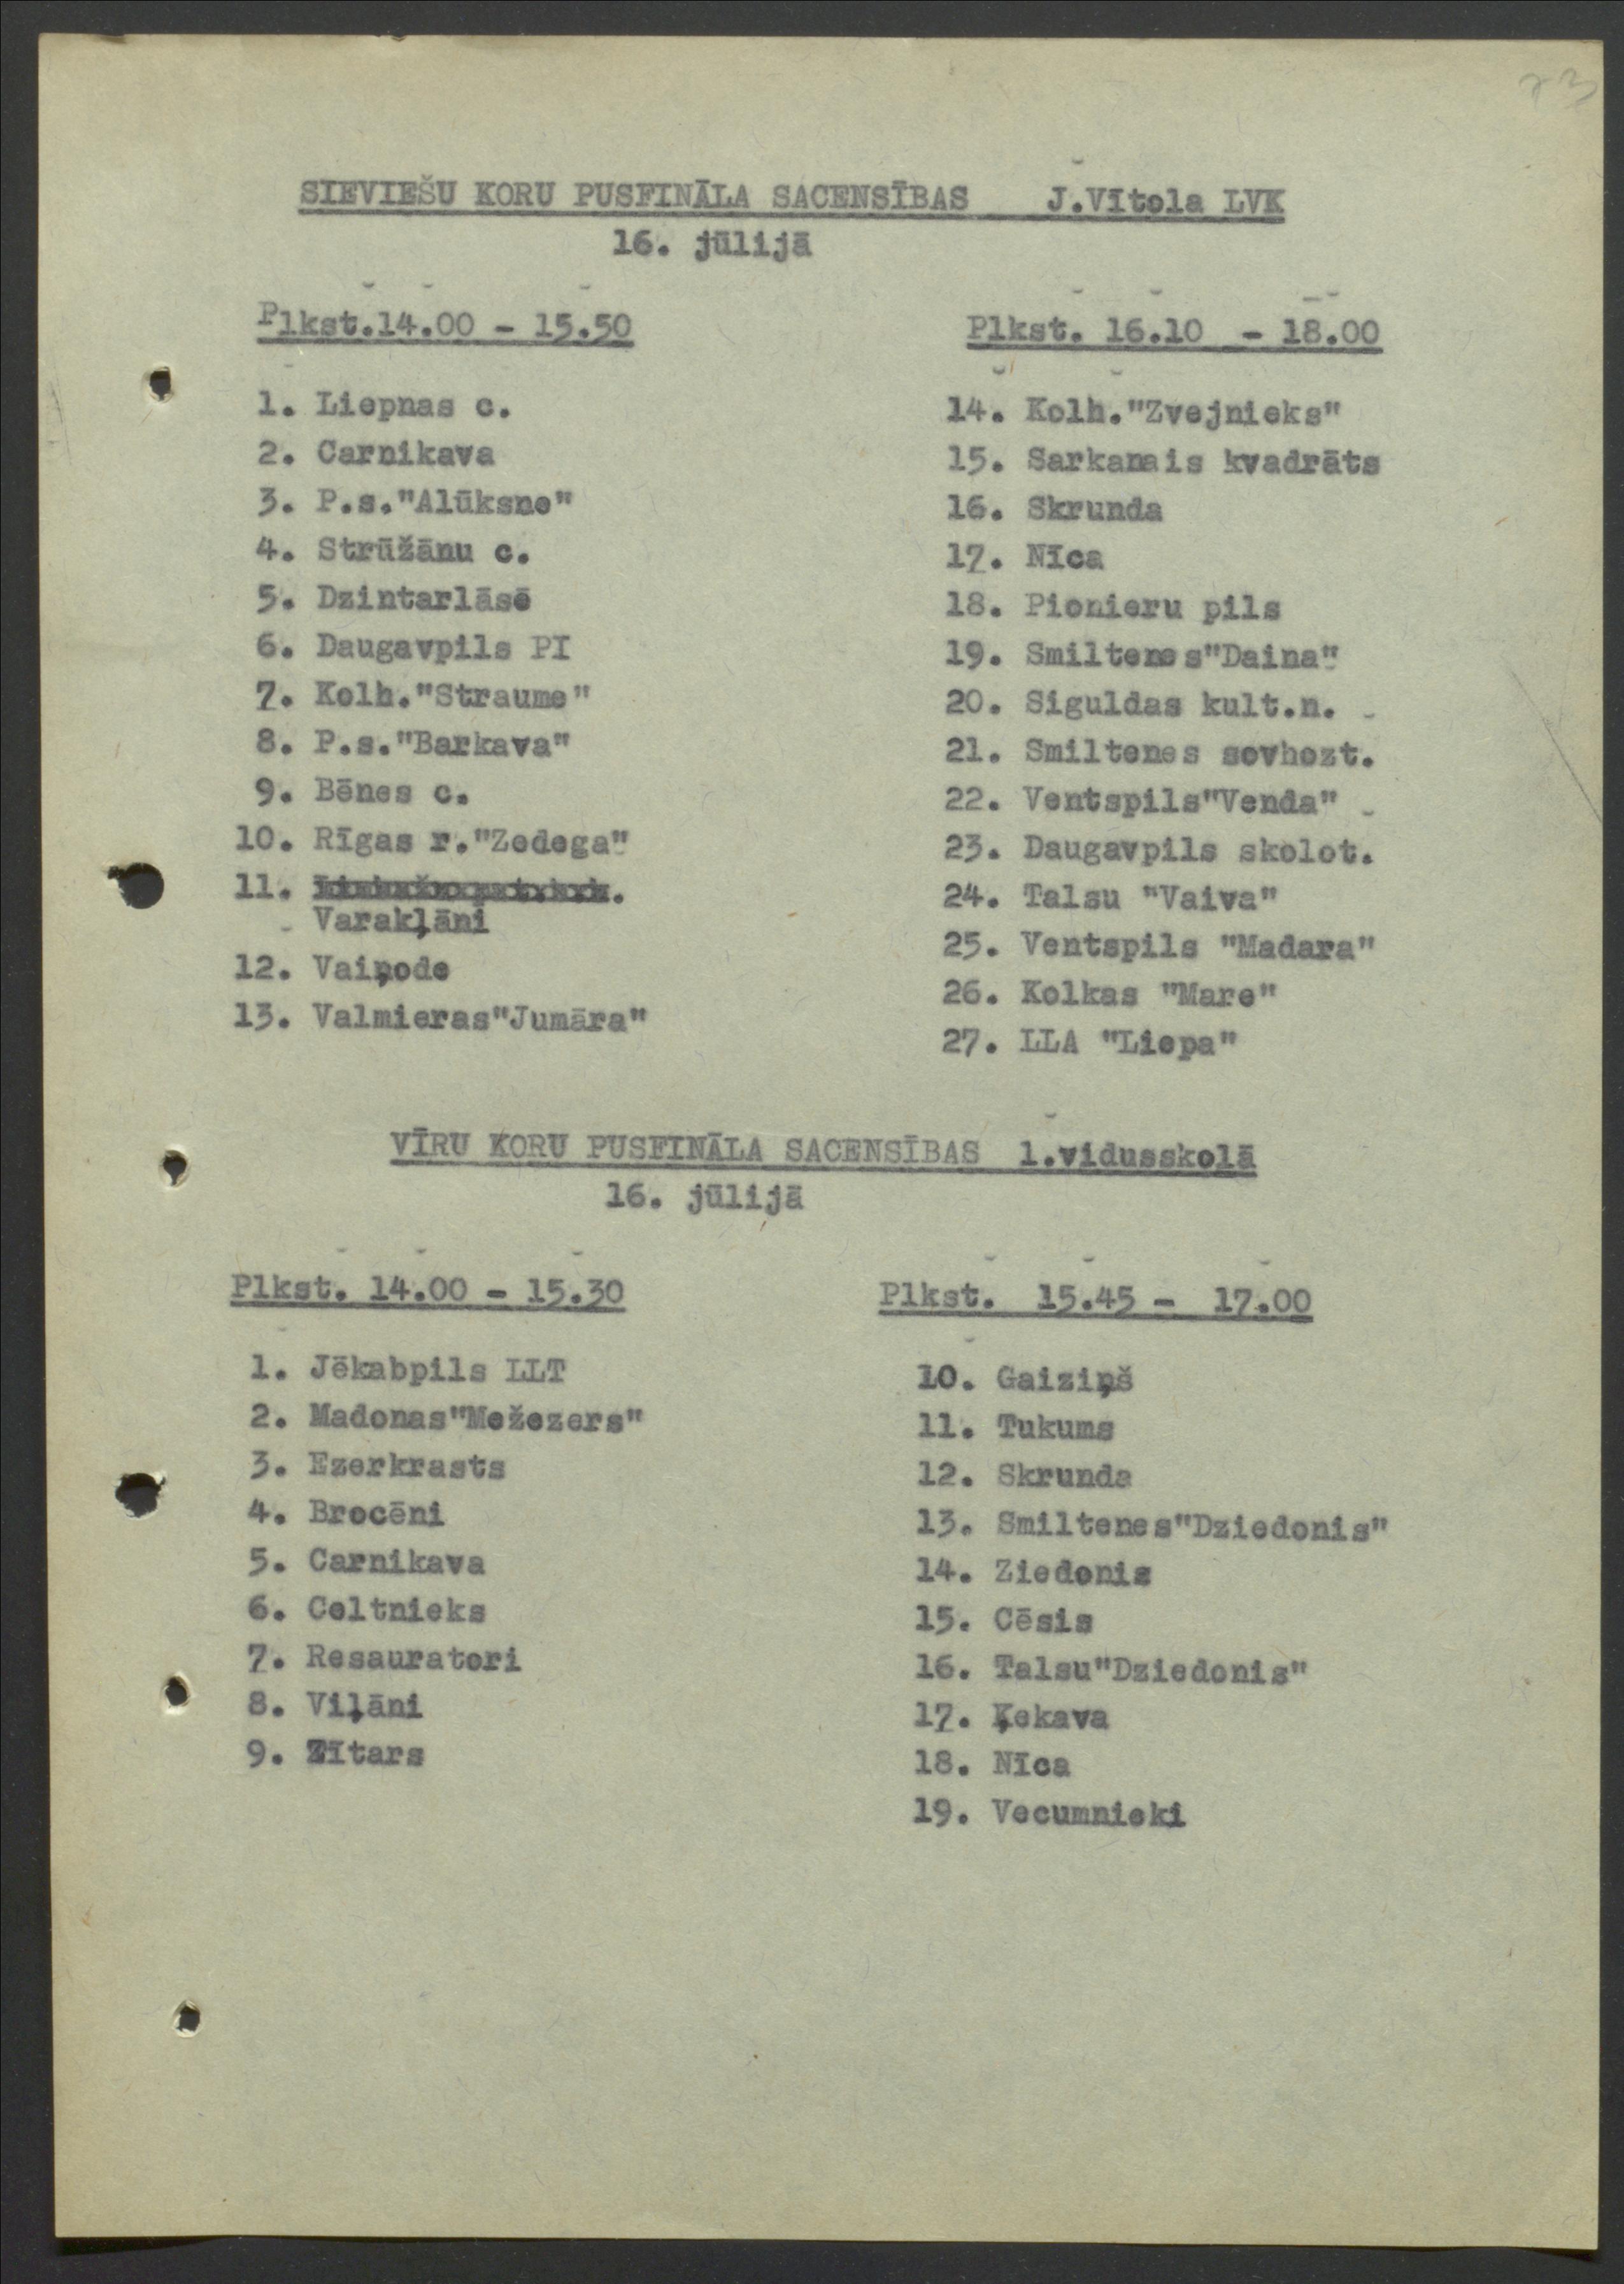 23
SIEVIEŠU KORU PUSFINĀLA SACENSĪBAS J.Vītola LVK
16. jūlijā
Plkst.14.00 - 15.50
1. Liepnas c.
2. Carnikava
3. P.s."Alūksne"
4. Strūžānu c.
5. Dzintarlāsē
6. Daugavpils PI
7. Kolh."Straume"
8. P.s."Barkava"
9. Bēnes c.
10. Rīgas r."Zedega"
11.
Varakļāni
12. Vaiņode
13. Valmieras"Jumāra"
Plkst. 16.10 - 18.00
14. Kolh."Zvejnieks"
15. Sarkanais kvadrāts
16. Skrunda
17. Nīca
18. Pionieru pils
19. Smiltenes"Daina"
20. Siguldas kult.n.
21. Smiltenes sovhozt.
22. Ventspils"Venda"
23. Daugavpils skolot.
24. Talsu "Vaiva"
25. Ventspils "Madara"
26. Kolkas "Mare"
27. LLA "Liepa"
VĪRU KORU PUSFINĀLA SACENSĪBAS 1.vidusskolā
16. jūlijā
Plkst. 14.00 - 15.30
1. Jēkabpils LLT
2. Madonas"Mežezers"
3. Ezerkrasts
4. Brocēni
5. Carnikava
6. Celtnieks
7. Resauratori
8. Viļāni
9. Zītars
Plkst. 15.45 - 17.00
10. Gaiziņš
11. Tukums
12. Skrunda
13. Smiltenes"Dziedonis"
14. Ziedonis
15. Cēsis
16. Talsu"Dziedonis"
17. Ķekava
18. Nīca
19. Vecumnieki